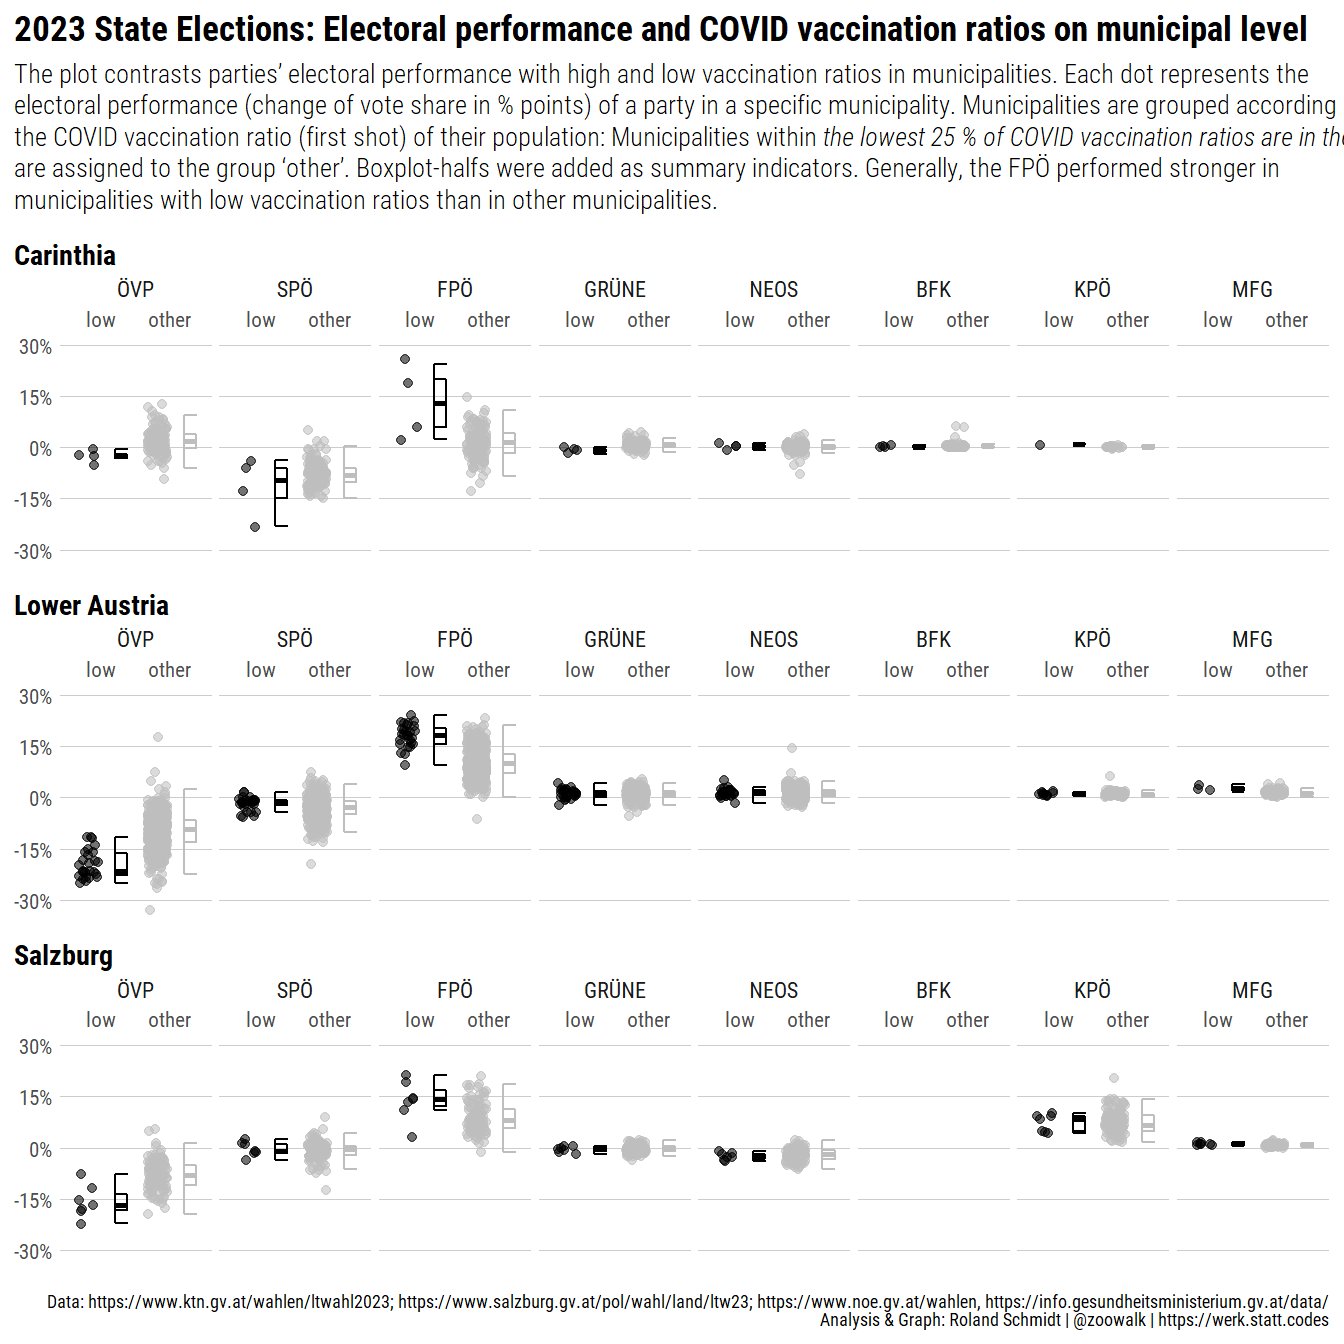 2023 State Elections: Electoral performance and COVID vaccination ratios on municipal level
The plot contrasts parties’ electoral performance with high and low vaccination ratios in municipalities. Each dot represents the
electoral performance (change of vote share in % points) of a party in a specific municipality. Municipalities are grouped according
the COVID vaccination ratio (first shot) of their population: Municipalities within the lowest 25 % of COVID vaccination ratios are in
are assigned to the group ‘other’. Boxplot-halfs were added as summary indicators. Generally, the FPÖ performed stronger in
municipalities with low vaccination ratios than in other municipalities.
Carinthia
ÖVP SPÖ FPÖ GRÜNE NEOS BFK KPÖ MFG
low other low other low other low other low other low other low other low other
30%
15%
0%
-15%
-30%
Lower Austria
ÖVP SPÖ FPÖ GRÜNE NEOS BFK KPÖ MFG
low other low other low other low other low other low other low other low other
30%
15%
0%
-15%
-30%
Salzburg
ÖVP SPÖ FPÖ GRÜNE NEOS BFK KPÖ MFG
low other low other low other low other low other low other low other low other
30%
15%
0%
-15%
-30%
Data: https://www.ktn.gv.at/wahlen/ltwahl2023; https://www.salzburg.gv.at/pol/wahl/land/ltw23; https://www.noe.gv.at/wahlen, https://info.gesundheitsministerium.gv.at/data/
Analysis & Graph: Roland Schmidt | @zoowalk | https://werk.statt.codes